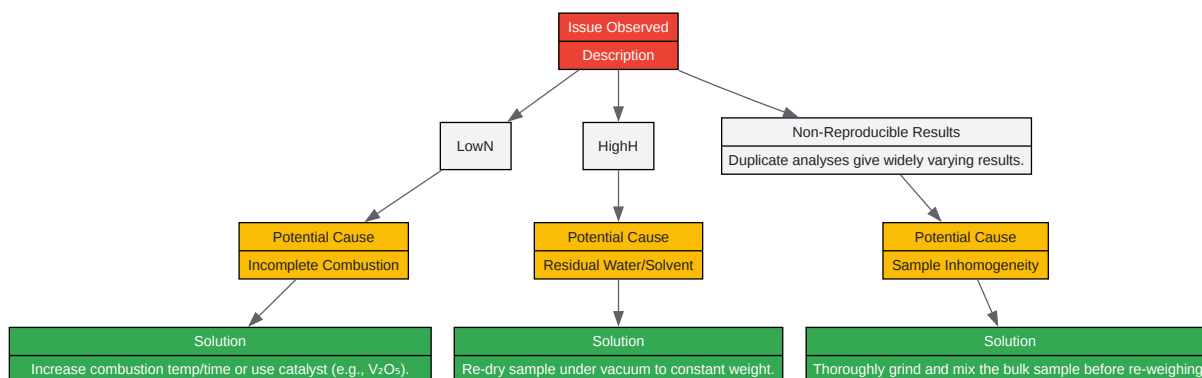 Issue Observed
Description
LowN
HighH
Non-Reproducible Results
Duplicate analyses give widely varying results.
Potential Cause
Incomplete Combustion
Potential Cause
Residual Water/Solvent
Potential Cause
Sample Inhomogeneity
Solution
Increase combustion temp/time or use catalyst (e.g., V₂O₅).
Solution
Re-dry sample under vacuum to constant weight.
Solution
Thoroughly grind and mix the bulk sample before re-weighing